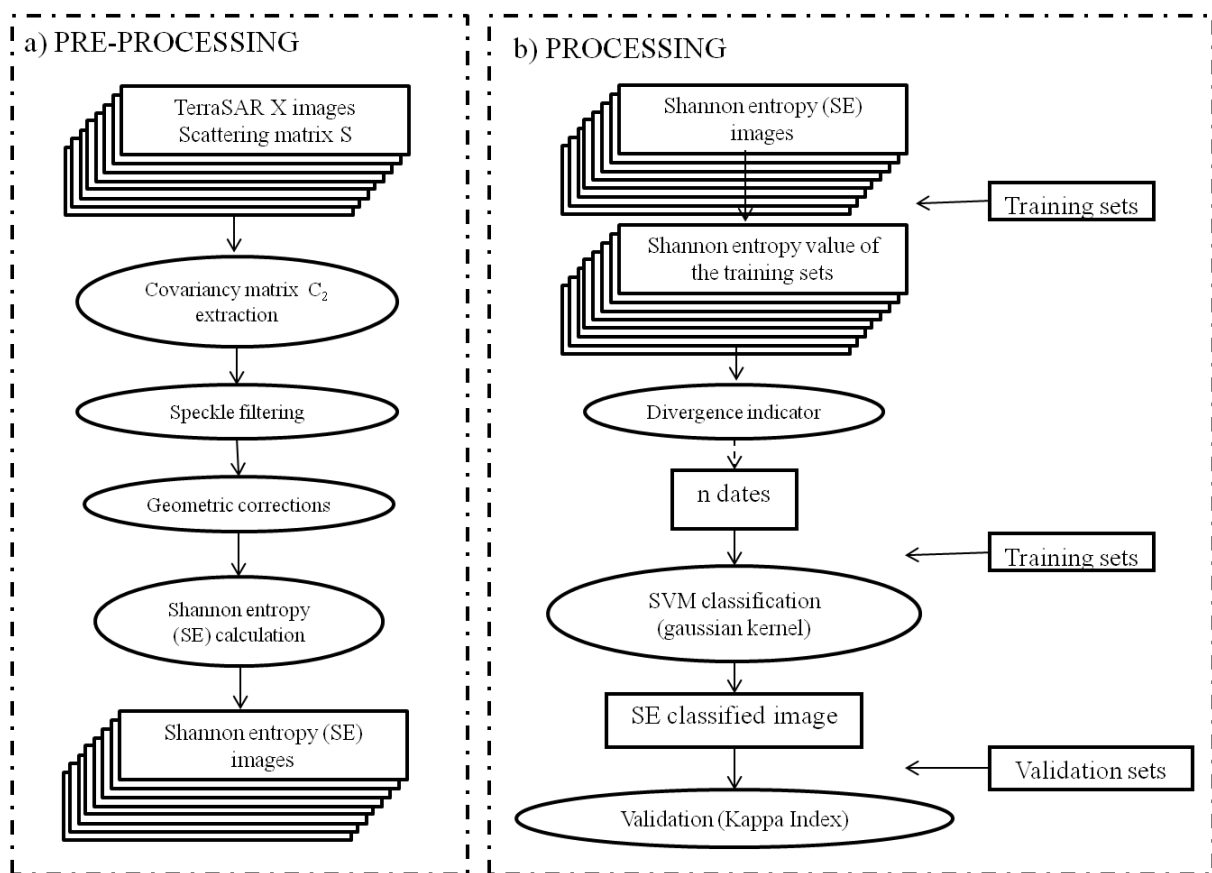 a) PRE-PROCESSING
TerraSAR X images
Scattering matrix S
Covariancy matrix C₂
extraction
Speckle filtering
Geometric corrections
Shannon entropy
(SE) calculation
Shannon entropy (SE)
images
b) PROCESSING
Shannon entropy (SE)
images
Training sets
Shannon entropy value of
the training sets
Divergence indicator
n dates
Training sets
SVM classification
(gaussian kernel)
SE classified image
Validation sets
Validation (Kappa Index)